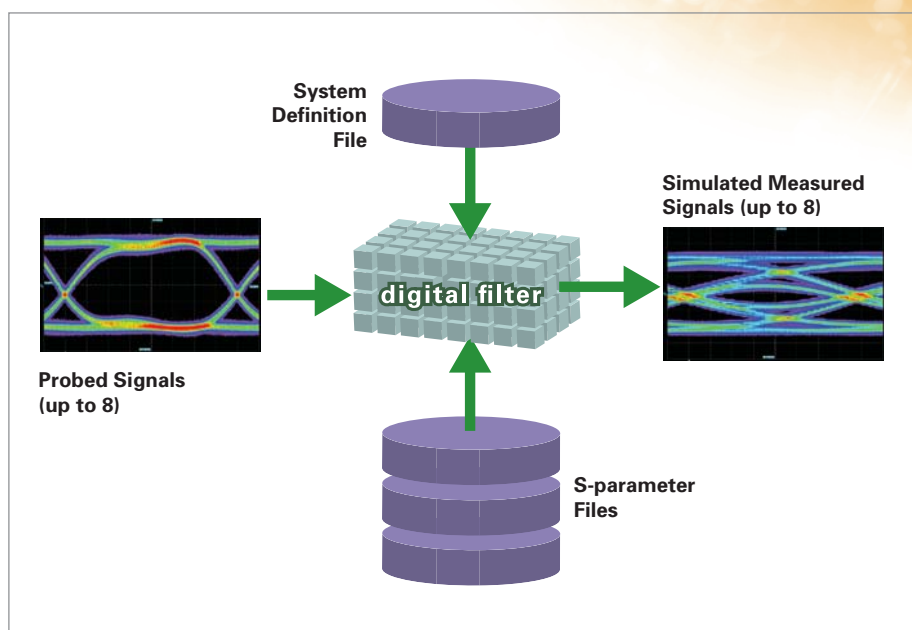 System
Definition
File
Simulated Measured
Signals (up to 8)
digital filter
Probed Signals
(up to 8)
S-parameter
Files